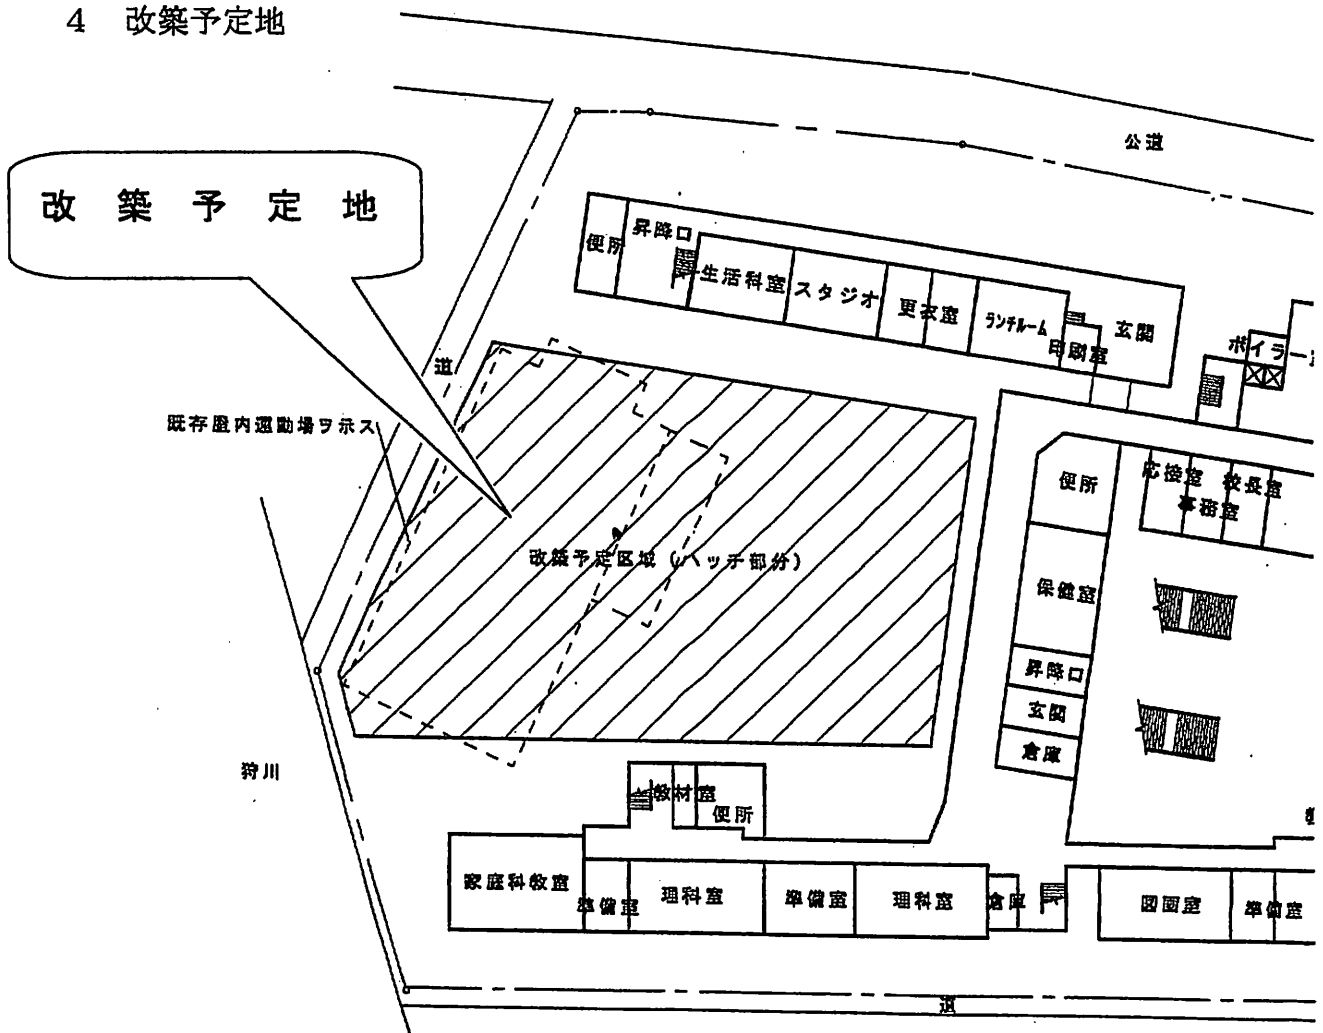 4 改築予定地
公道
改築予定地
便所
昇降口
生活科室
スタジオ
更衣室
ランチルーム
印刷室
玄関
ボイラー
道
既存屋内運動場ヲ示ス
便所
応接室
校長室
事務室
改築予定区域 (ハッチ部分)
保健室
昇降口
玄関
倉庫
狩川
教材室
便所
家庭科教室
準備室
理科室
準備室
理科室
倉庫
図画室
準備室
道